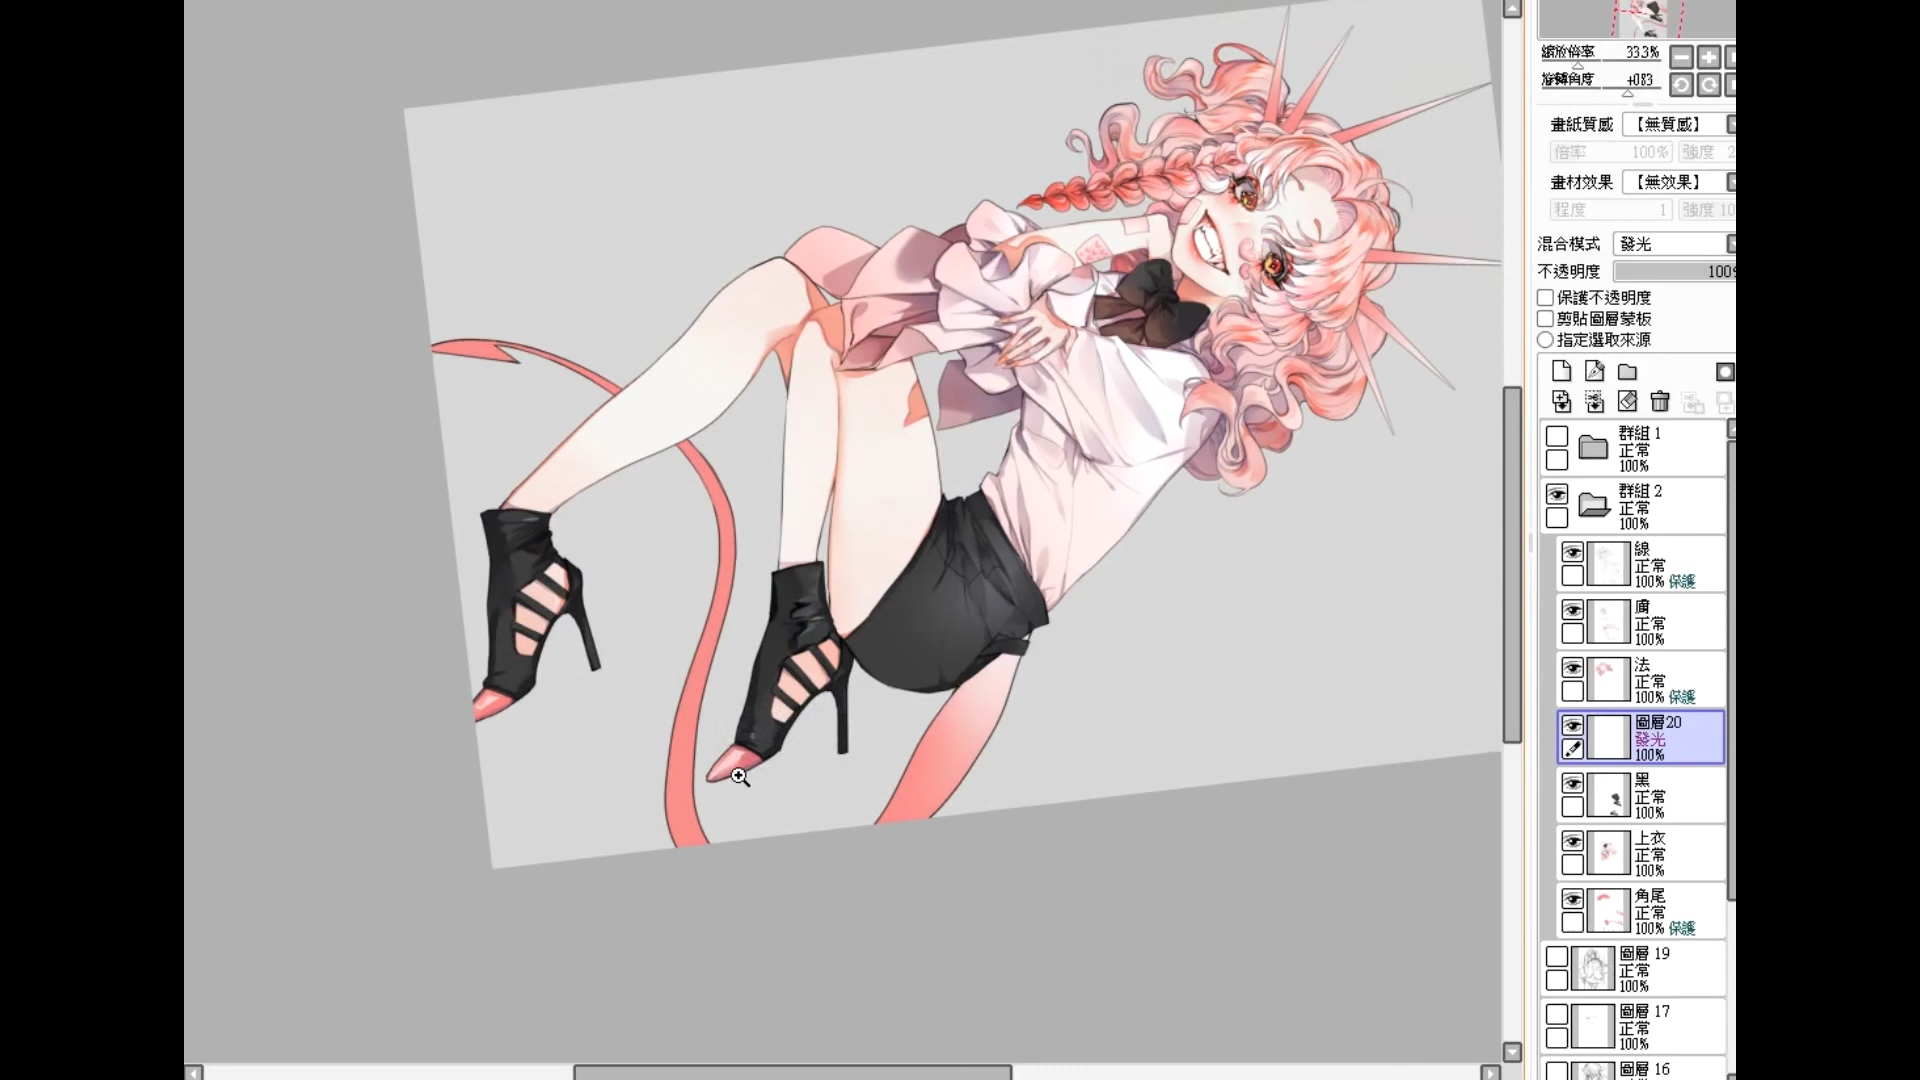 縮放倍率 33.3%
旋轉角度 +083
畫紙質感 【無質感】
倍率 100% 強度 2
畫材效果 【無效果】
程度 1 強度 10
混合模式 發光
不透明度 100%
保護不透明度
剪貼圖層蒙板
指定選取來源
群組 1
正常
100%
群組 2
正常
100%
線
正常
100% 保護
膚
正常
100%
法
正常
100% 保護
圖層20
發光
100%
黑
正常
100%
上衣
正常
100%
角尾
正常
100% 保護
圖層 19
正常
100%
圖層 17
正常
100%
圖層 16